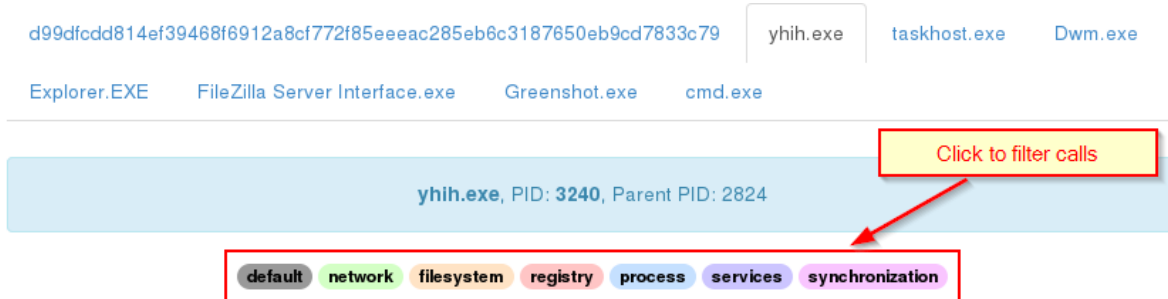 d99dfcdd814ef39468f6912a8cf772f85eeeac285eb6c3187650eb9cd7833c79 yhih.exe taskhost.exe Dwm.exe
Explorer.EXE FileZilla Server Interface.exe Greenshot.exe cmd.exe
Click to filter calls
yhih.exe, PID: 3240, Parent PID: 2824
default network filesystem registry process services synchronization